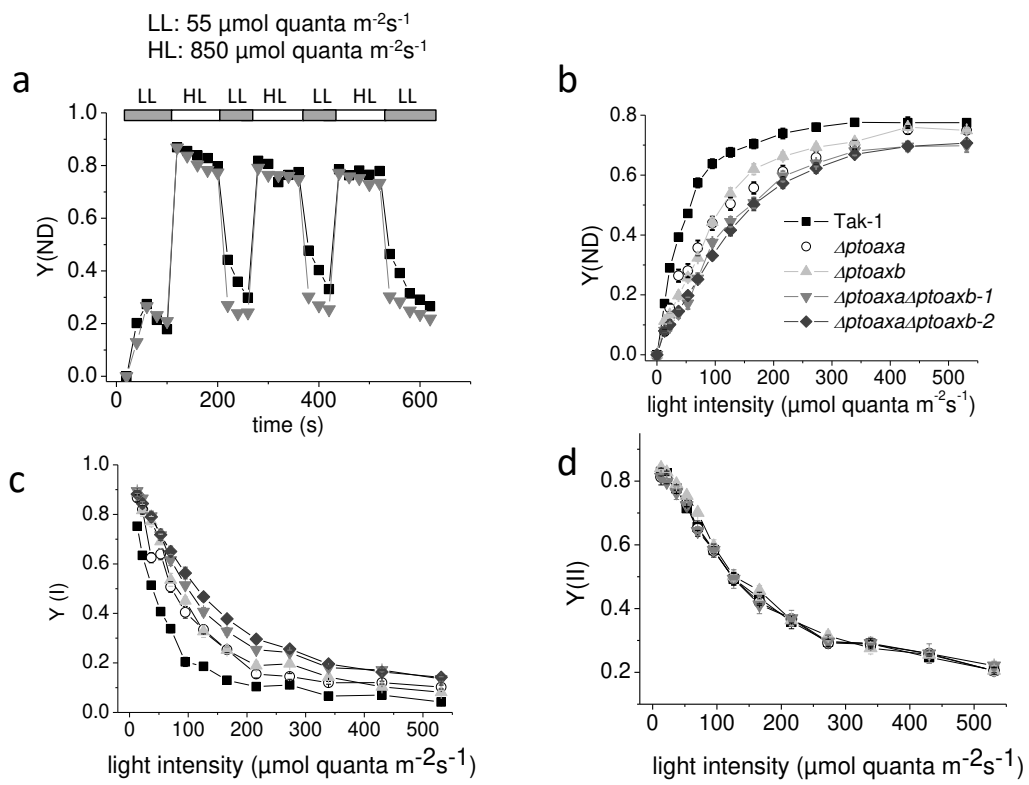 LL: 55 µmol quanta m⁻²s⁻¹
HL: 850 µmol quanta m⁻²s⁻¹
a
LL HL LL HL LL HL LL
1.0
0.8
0.6
0.4
0.2
0.0
Y(ND)
0 200 400 600
time (s)
b
0.8
0.6
0.4
0.2
0.0
Y(ND)
Tak-1
Δptoaxa
Δptoaxb
ΔptoaxaΔptoaxb-1
ΔptoaxaΔptoaxb-2
0 100 200 300 400 500
light intensity (µmol quanta m⁻²s⁻¹)
c
1.0
0.8
0.6
0.4
0.2
0.0
Y (I)
0 100 200 300 400 500
light intensity (µmol quanta m⁻²s⁻¹)
d
0.8
0.6
0.4
0.2
Y(II)
0 100 200 300 400 500
light intensity (µmol quanta m⁻²s⁻¹)